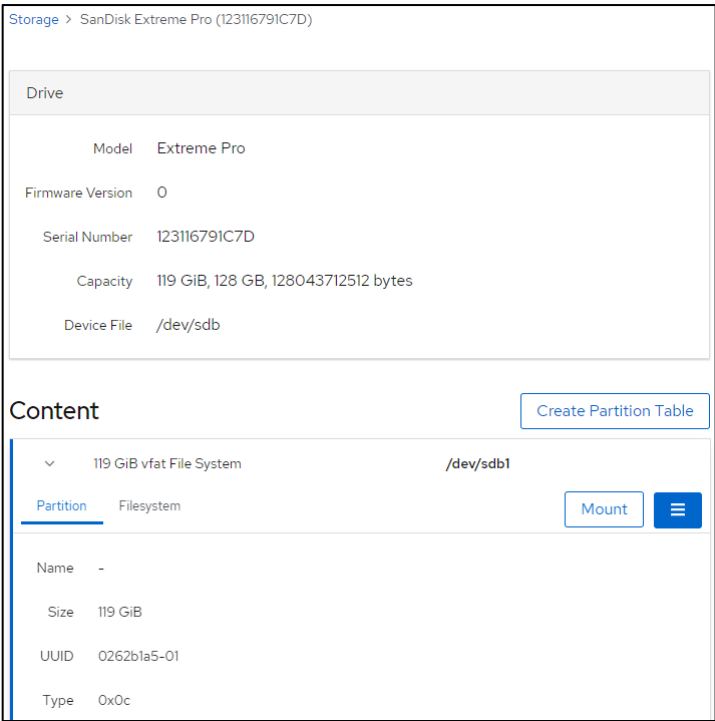 Storage > SanDisk Extreme Pro (123116791C7D)
Drive
Model Extreme Pro
Firmware Version 0
Serial Number 123116791C7D
Capacity 119 GiB, 128 GB, 128043712512 bytes
Device File /dev/sdb
Content Create Partition Table
119 GiB vfat File System /dev/sdb1
Partition Filesystem Mount
Name -
Size 119 GiB
UUID 0262b1a5-01
Type 0x0c